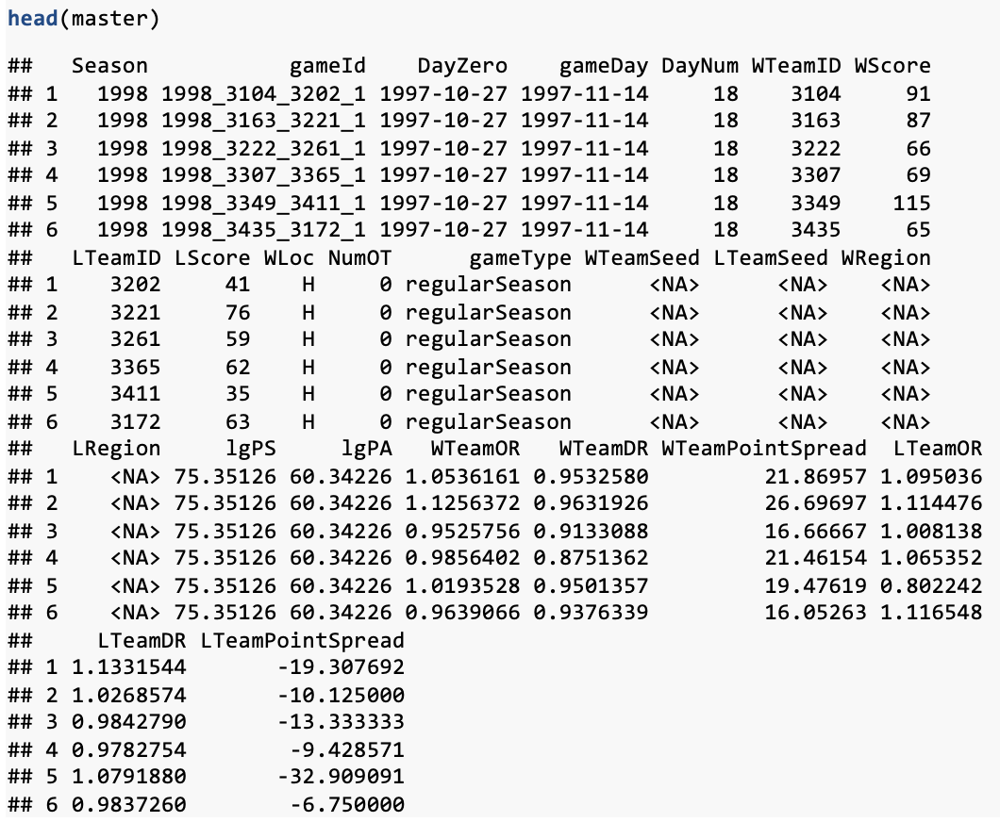 head(master)
##   Season           gameId    DayZero    gameDay DayNum WTeamID WScore
## 1   1998 1998_3104_3202_1 1997-10-27 1997-11-14     18    3104     91
## 2   1998 1998_3163_3221_1 1997-10-27 1997-11-14     18    3163     87
## 3   1998 1998_3222_3261_1 1997-10-27 1997-11-14     18    3222     66
## 4   1998 1998_3307_3365_1 1997-10-27 1997-11-14     18    3307     69
## 5   1998 1998_3349_3411_1 1997-10-27 1997-11-14     18    3349    115
## 6   1998 1998_3435_3172_1 1997-10-27 1997-11-14     18    3435     65
##   LTeamID LScore WLoc NumOT      gameType WTeamSeed LTeamSeed WRegion
## 1    3202     41    H     0 regularSeason      <NA>      <NA>    <NA>
## 2    3221     76    H     0 regularSeason      <NA>      <NA>    <NA>
## 3    3261     59    H     0 regularSeason      <NA>      <NA>    <NA>
## 4    3365     62    H     0 regularSeason      <NA>      <NA>    <NA>
## 5    3411     35    H     0 regularSeason      <NA>      <NA>    <NA>
## 6    3172     63    H     0 regularSeason      <NA>      <NA>    <NA>
##   LRegion     lgPS     lgPA   WTeamOR   WTeamDR WTeamPointSpread  LTeamOR
## 1    <NA> 75.35126 60.34226 1.0536161 0.9532580         21.86957 1.095036
## 2    <NA> 75.35126 60.34226 1.1256372 0.9631926         26.69697 1.114476
## 3    <NA> 75.35126 60.34226 0.9525756 0.9133088         16.66667 1.008138
## 4    <NA> 75.35126 60.34226 0.9856402 0.8751362         21.46154 1.065352
## 5    <NA> 75.35126 60.34226 1.0193528 0.9501357         19.47619 0.802242
## 6    <NA> 75.35126 60.34226 0.9639066 0.9376339         16.05263 1.116548
##     LTeamDR LTeamPointSpread
## 1 1.1331544       -19.307692
## 2 1.0268574       -10.125000
## 3 0.9842790       -13.333333
## 4 0.9782754        -9.428571
## 5 1.0791880       -32.909091
## 6 0.9837260        -6.750000